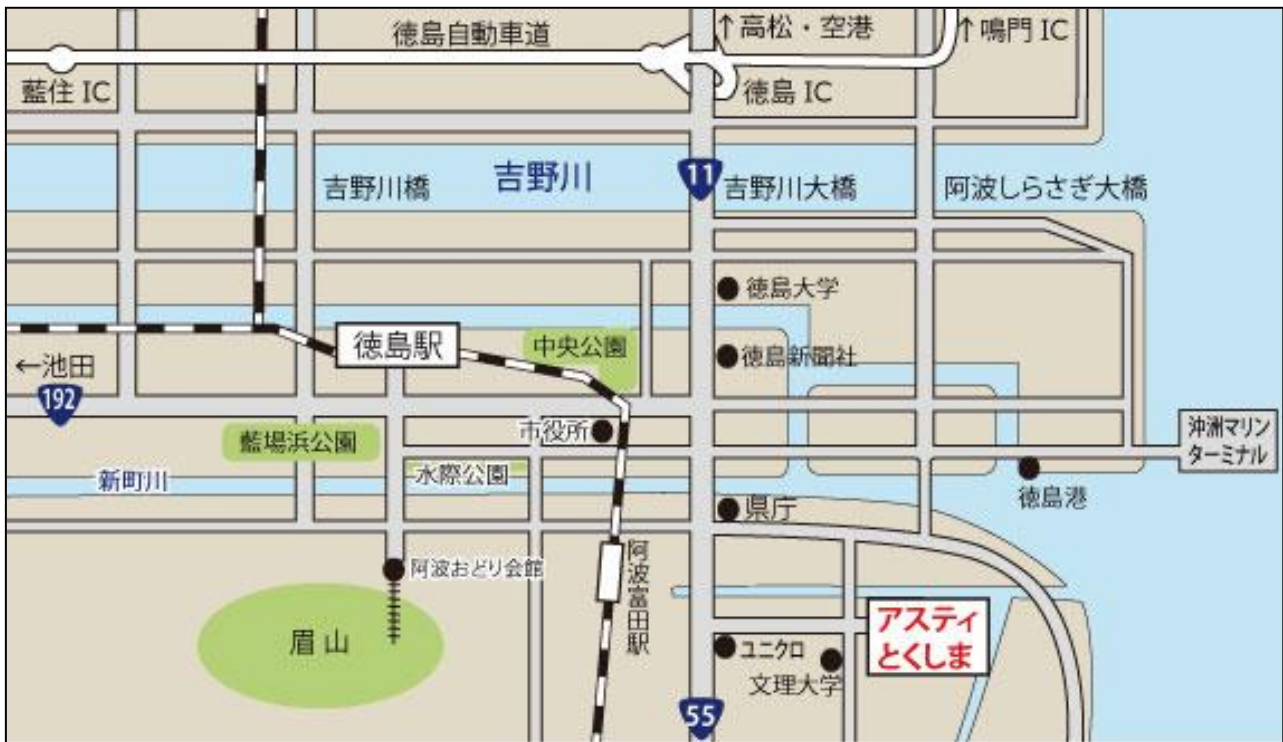 徳島自動車道
↑高松・空港
↑鳴門 IC
藍住 IC
徳島 IC
吉野川橋
吉野川
11
吉野川大橋
阿波しらさぎ大橋
徳島大学
徳島駅
中央公園
徳島新聞社
←池田
192
藍場浜公園
市役所
沖洲マリン
ターミナル
水際公園
新町川
徳島港
県庁
阿波おどり会館
阿波富田駅
眉山
アスティ
とくしま
ユニクロ
文理大学
55